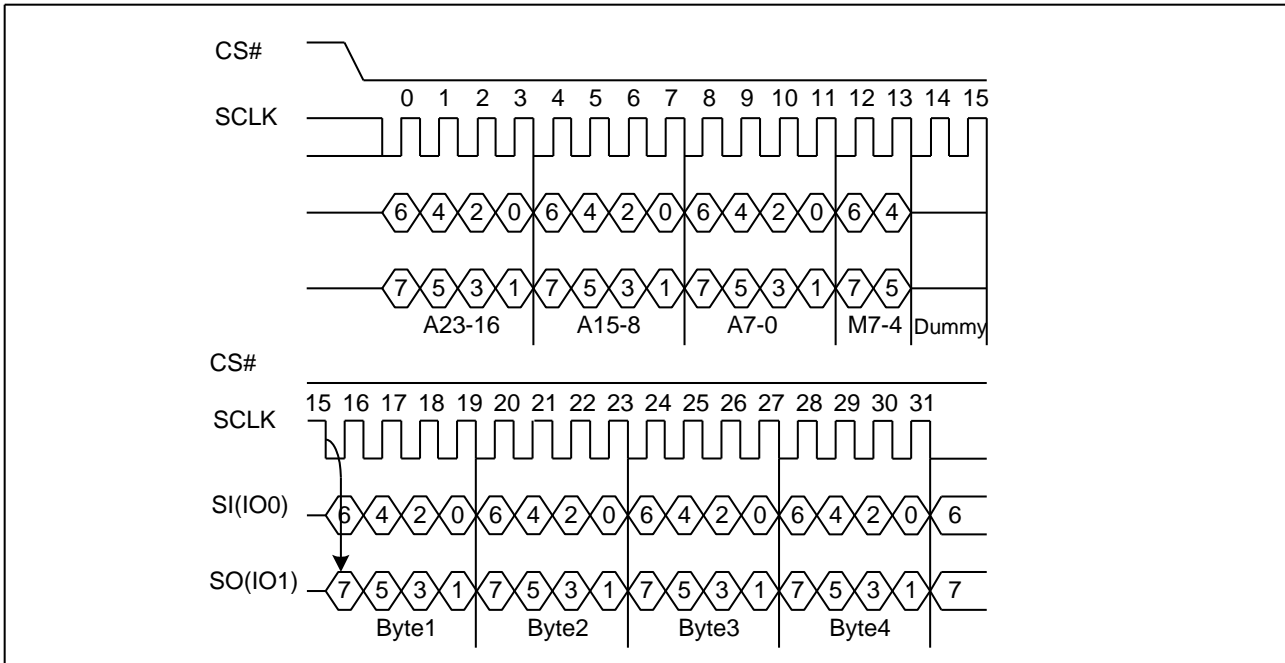 CS#
0 1 2 3 4 5 6 7 8 9 10 11 12 13 14 15
SCLK
6 4 2 0 6 4 2 0 6 4 2 0 6 4
7 5 3 1 7 5 3 1 7 5 3 1 7 5
A23-16 A15-8 A7-0 M7-4 Dummy
CS#
15 16 17 18 19 20 21 22 23 24 25 26 27 28 29 30 31
SCLK
SI(IO0) 6 4 2 0 6 4 2 0 6 4 2 0 6 4 2 0 6
SO(IO1) 7 5 3 1 7 5 3 1 7 5 3 1 7 5 3 1 7
Byte1 Byte2 Byte3 Byte4